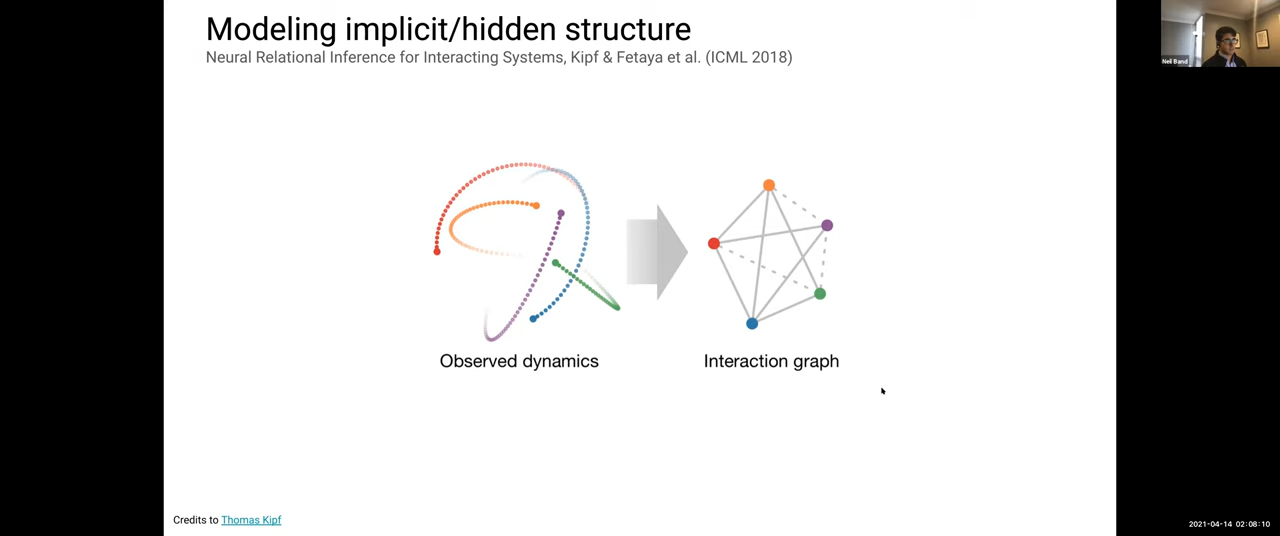 Modeling implicit/hidden structure
Neural Relational Inference for Interacting Systems, Kipf & Fetaya et al. (ICML 2018)
Neil Band
Observed dynamics
Interaction graph
Credits to Thomas Kipf
2021-04-14 02:08:10